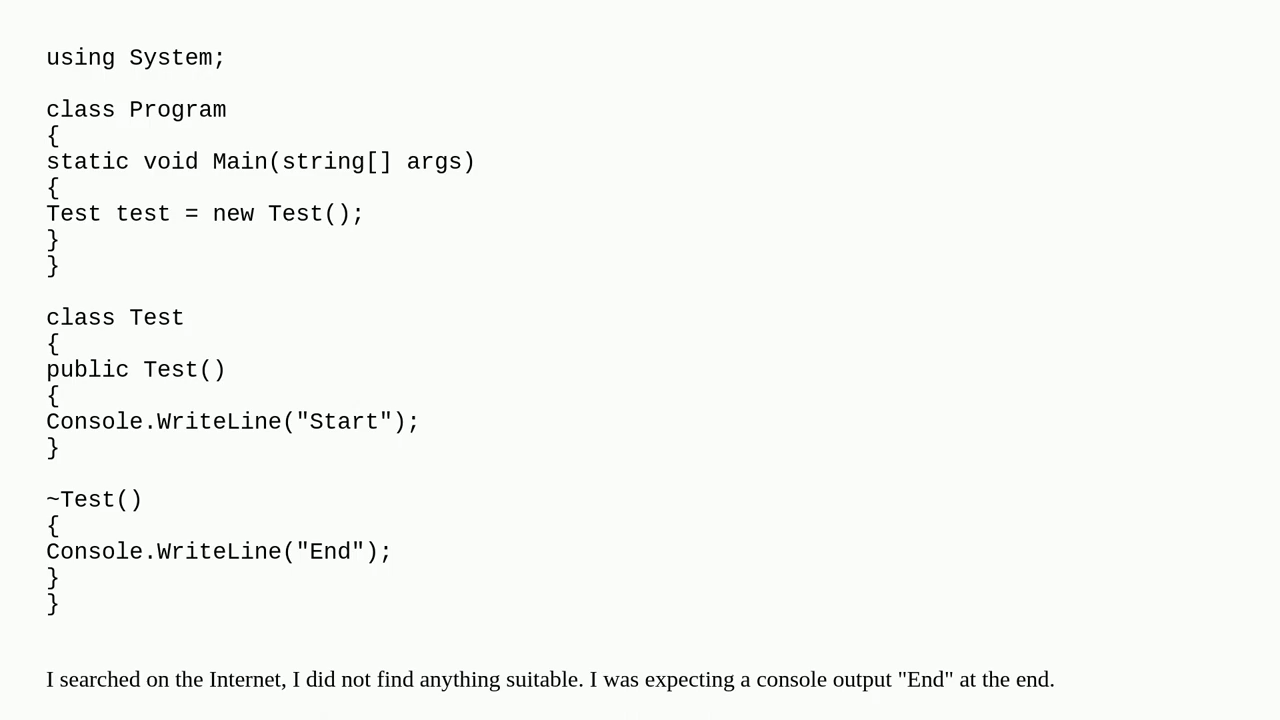 using System;
class Program
{
static void Main(string[] args)
{
Test test = new Test();
}
}
class Test
{
public Test()
{
Console.WriteLine("Start");
}
~Test()
{
Console.WriteLine("End");
}
}
I searched on the Internet, I did not find anything suitable. I was expecting a console output "End" at the end.